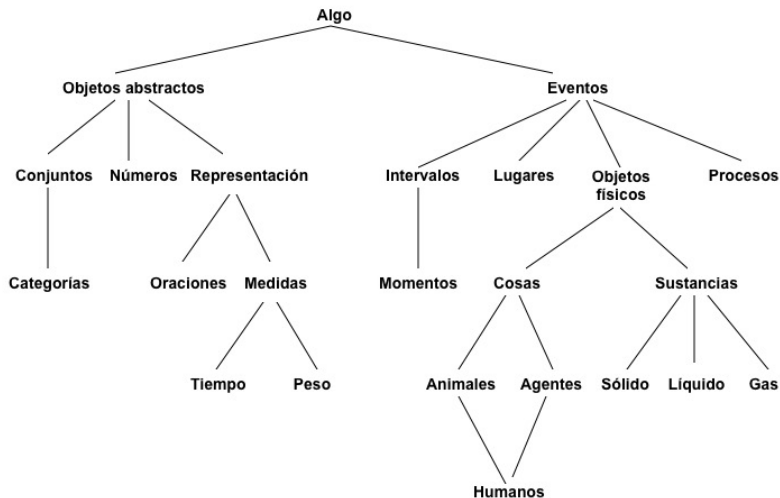 Algo
Objetos abstractos
Eventos
Conjuntos
Números
Representación
Intervalos
Lugares
Objetos
físicos
Procesos
Categorías
Oraciones
Medidas
Momentos
Cosas
Sustancias
Tiempo
Peso
Animales
Agentes
Sólido
Líquido
Gas
Humanos